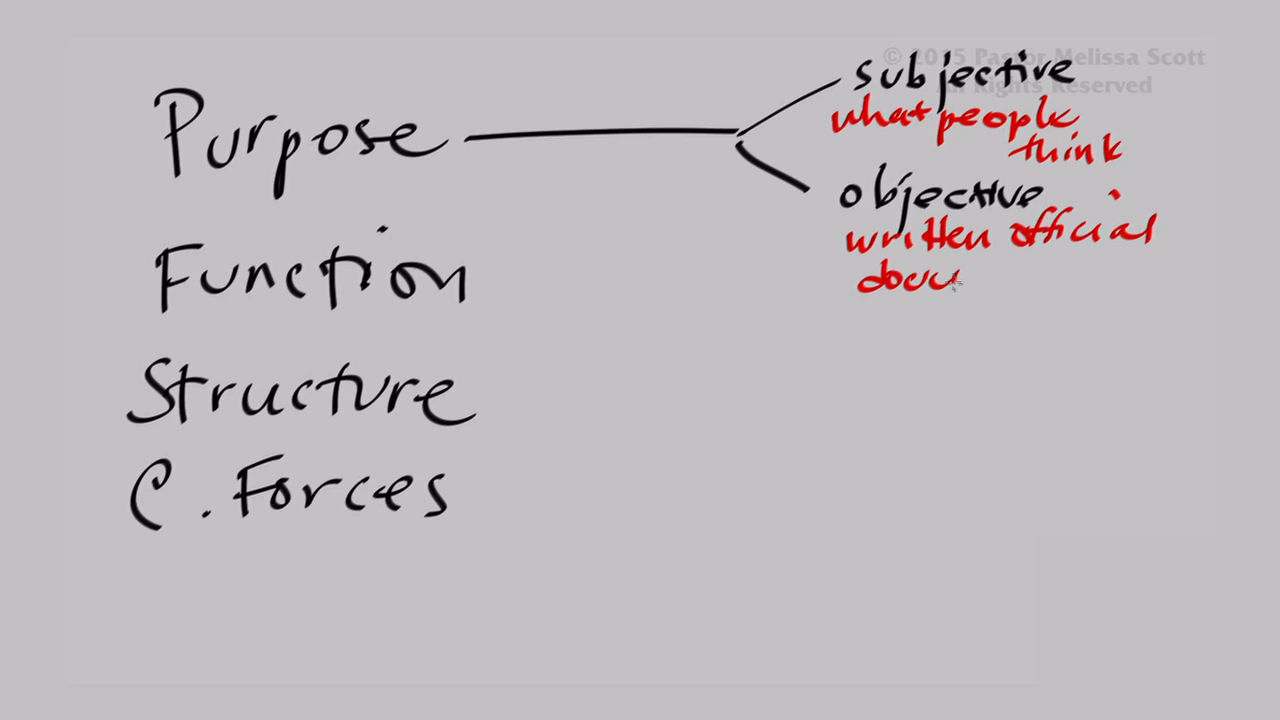 © 2015 Pastor Melissa Scott
All Rights Reserved
Purpose
subjective
what people
think
objective
written official
docu
Function
Structure
C. Forces